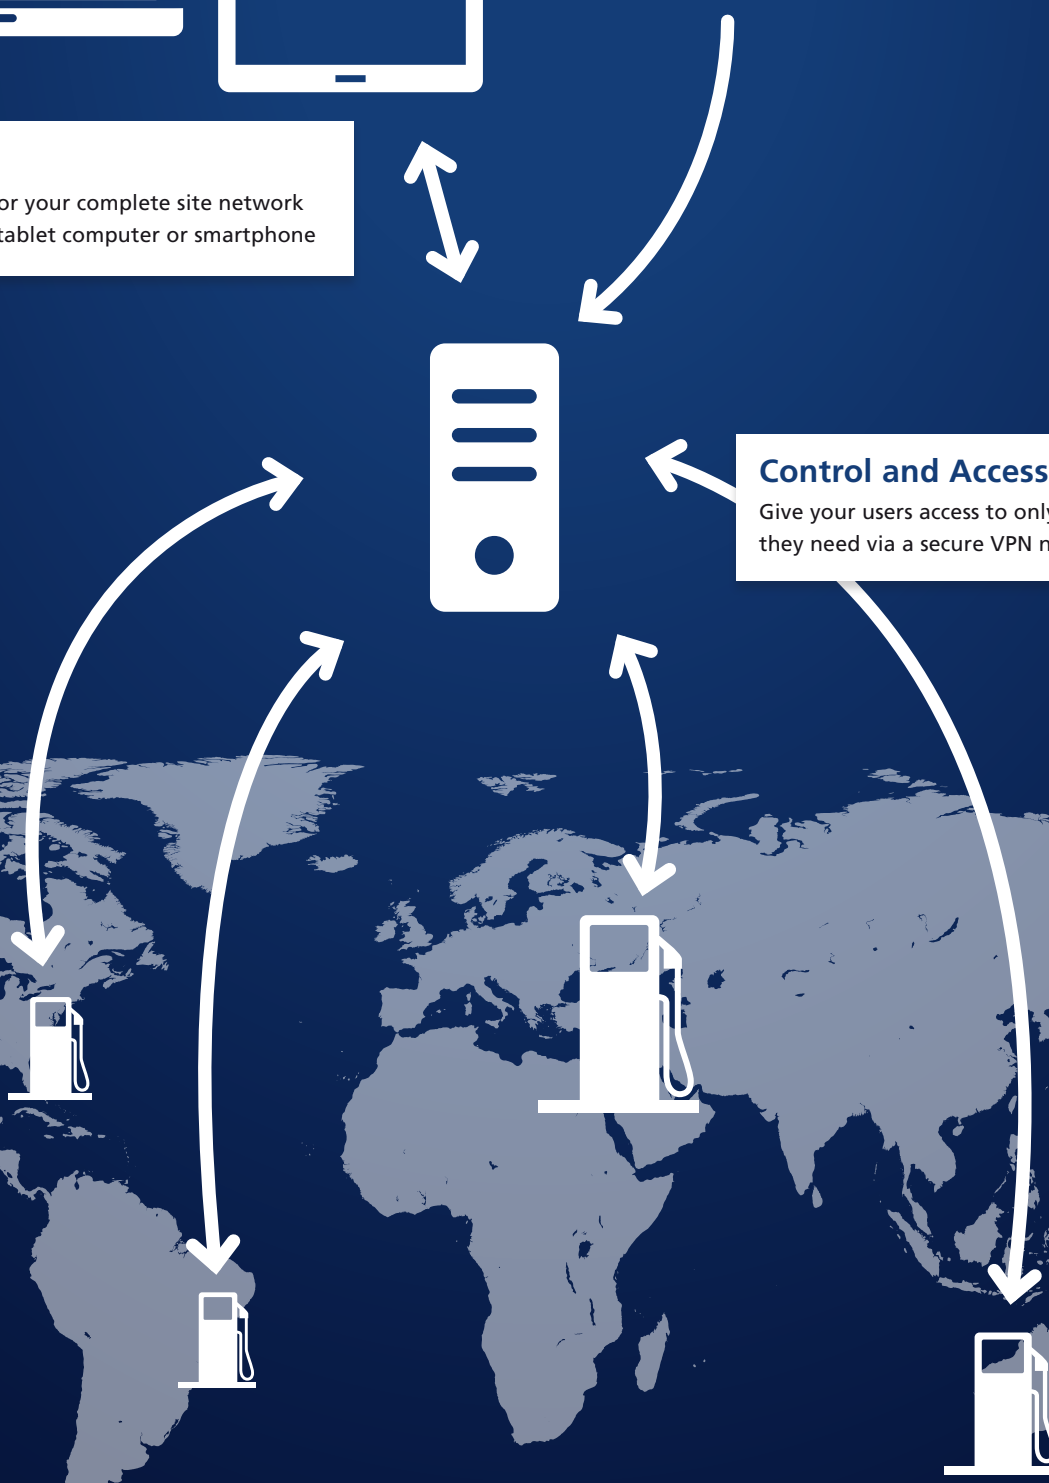 or your complete site network
tablet computer or smartphone
Control and Access
Give your users access to only
they need via a secure VPN n